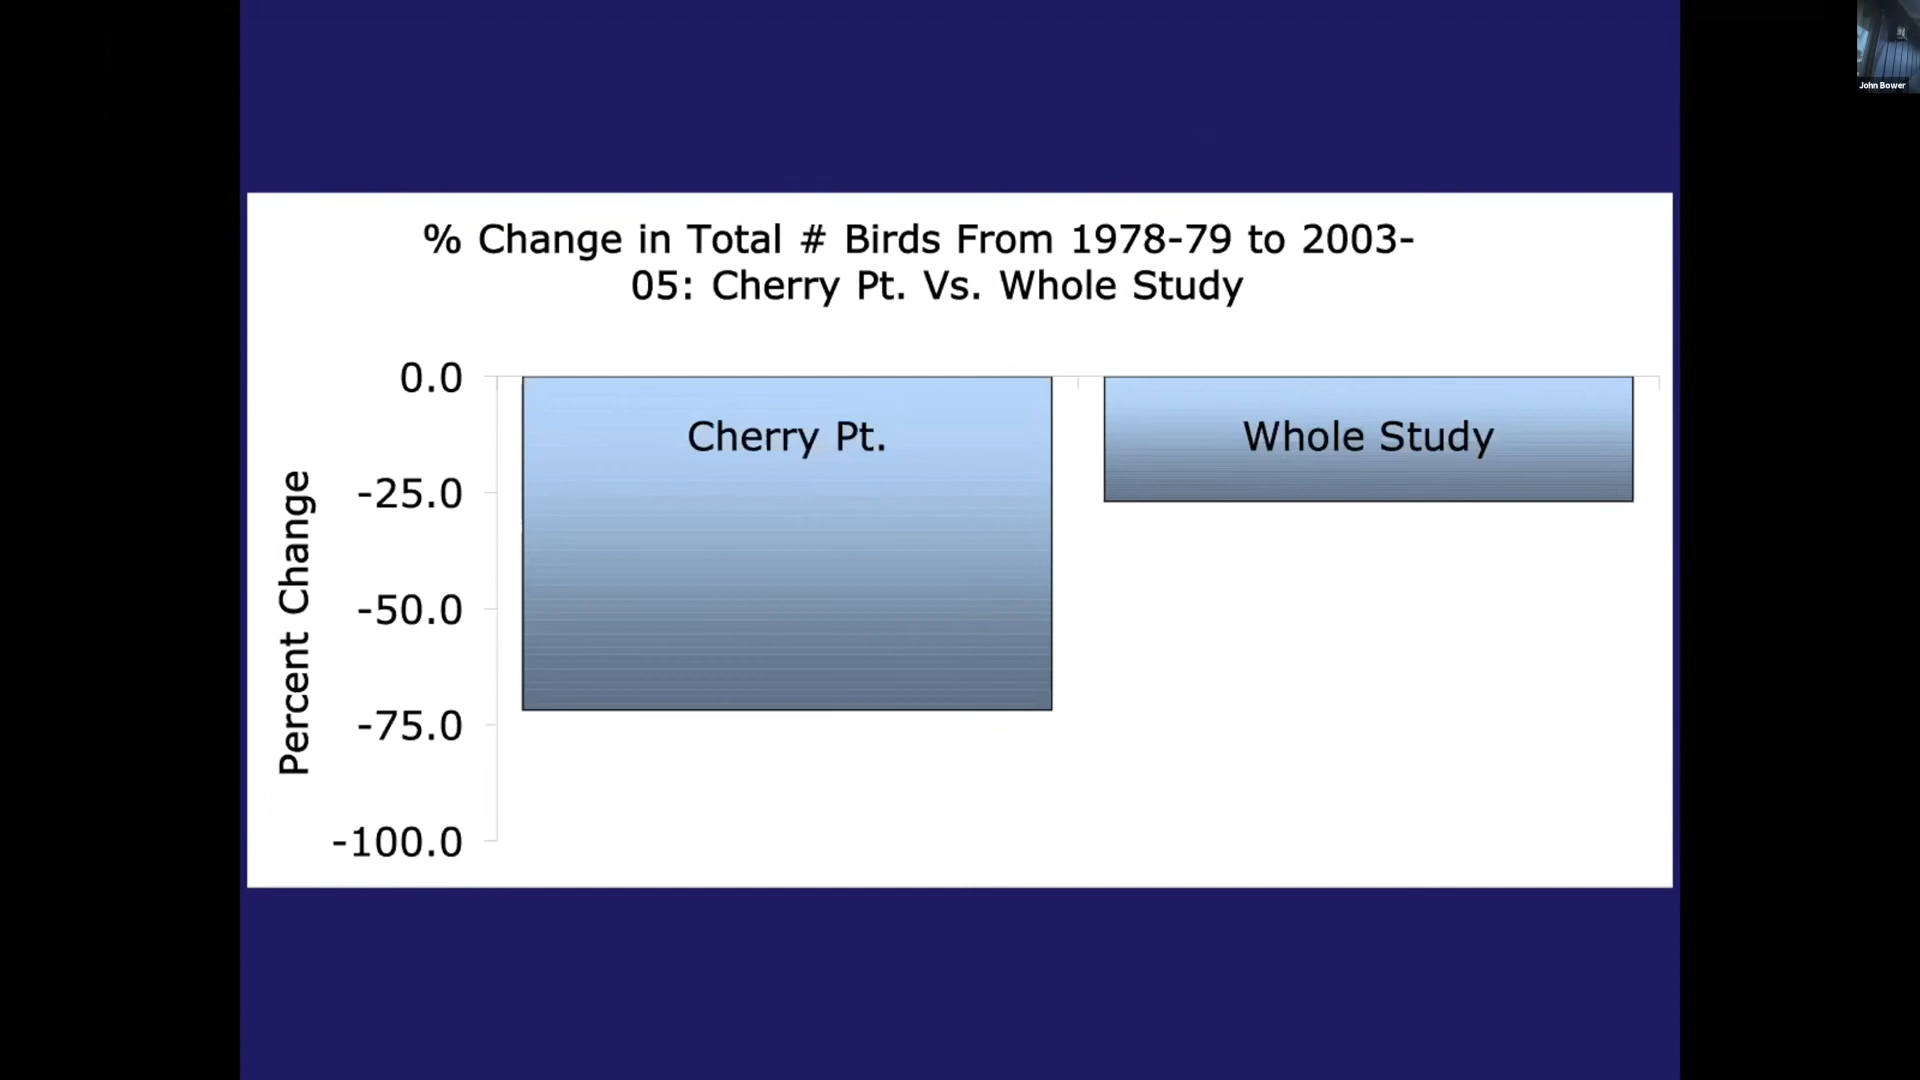 John Bower
% Change in Total # Birds From 1978-79 to 2003-
05: Cherry Pt. Vs. Whole Study
0.0
-25.0
-50.0
-75.0
-100.0
Percent Change
Cherry Pt.
Whole Study